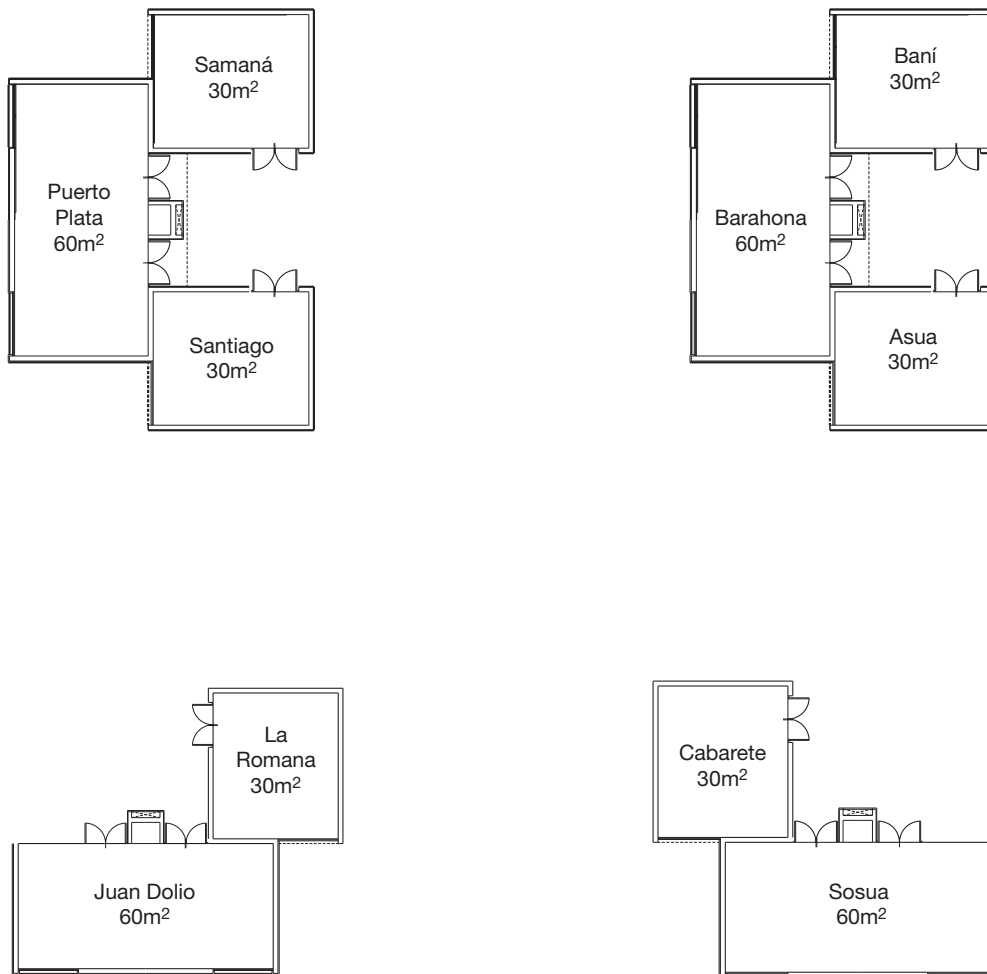 Samaná
30m²
Puerto
Plata
60m²
Santiago
30m²
Baní
30m²
Barahona
60m²
Asua
30m²
La
Romana
30m²
Juan Dolio
60m²
Cabarete
30m²
Sosua
60m²